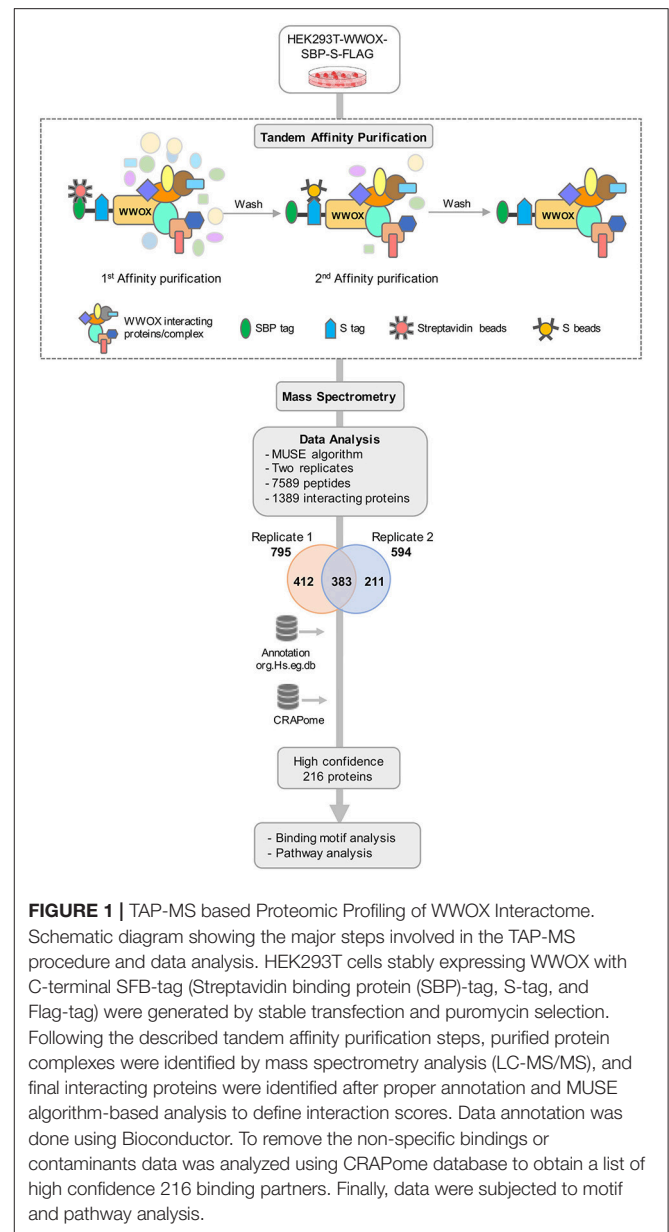 HEK293T-WWOX-
SBP-S-FLAG
Tandem Affinity Purification
WWOX
Wash
WWOX
Wash
WWOX
1st Affinity purification
2nd Affinity purification
WWOX interacting
proteins/complex
SBP tag
S tag
Streptavidin beads
S beads
Mass Spectrometry
Data Analysis
- MUSE algorithm
- Two replicates
- 7589 peptides
- 1389 interacting proteins
Replicate 1
795
Replicate 2
594
412
383
211
Annotation
org.Hs.eg.db
CRAPome
High confidence
216 proteins
- Binding motif analysis
- Pathway analysis
FIGURE 1 | TAP-MS based Proteomic Profiling of WWOX Interactome.
Schematic diagram showing the major steps involved in the TAP-MS
procedure and data analysis. HEK293T cells stably expressing WWOX with
C-terminal SFB-tag (Streptavidin binding protein (SBP)-tag, S-tag, and
Flag-tag) were generated by stable transfection and puromycin selection.
Following the described tandem affinity purification steps, purified protein
complexes were identified by mass spectrometry analysis (LC-MS/MS), and
final interacting proteins were identified after proper annotation and MUSE
algorithm-based analysis to define interaction scores. Data annotation was
done using Bioconductor. To remove the non-specific bindings or
contaminants data was analyzed using CRAPome database to obtain a list of
high confidence 216 binding partners. Finally, data were subjected to motif
and pathway analysis.